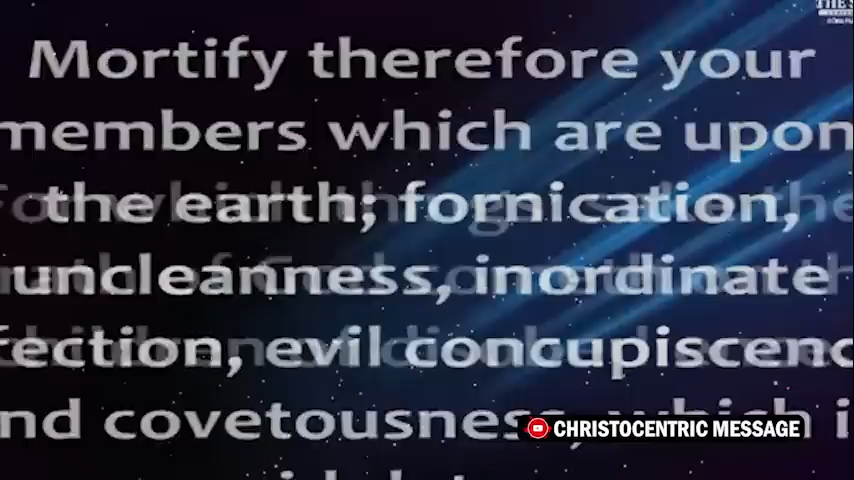 THE S
Mortify therefore your
members which are upon
the earth; fornication,
uncleanness, inordinate
fection, evil concupiscenc
nd covetousness, which i
CHRISTOCENTRIC MESSAGE